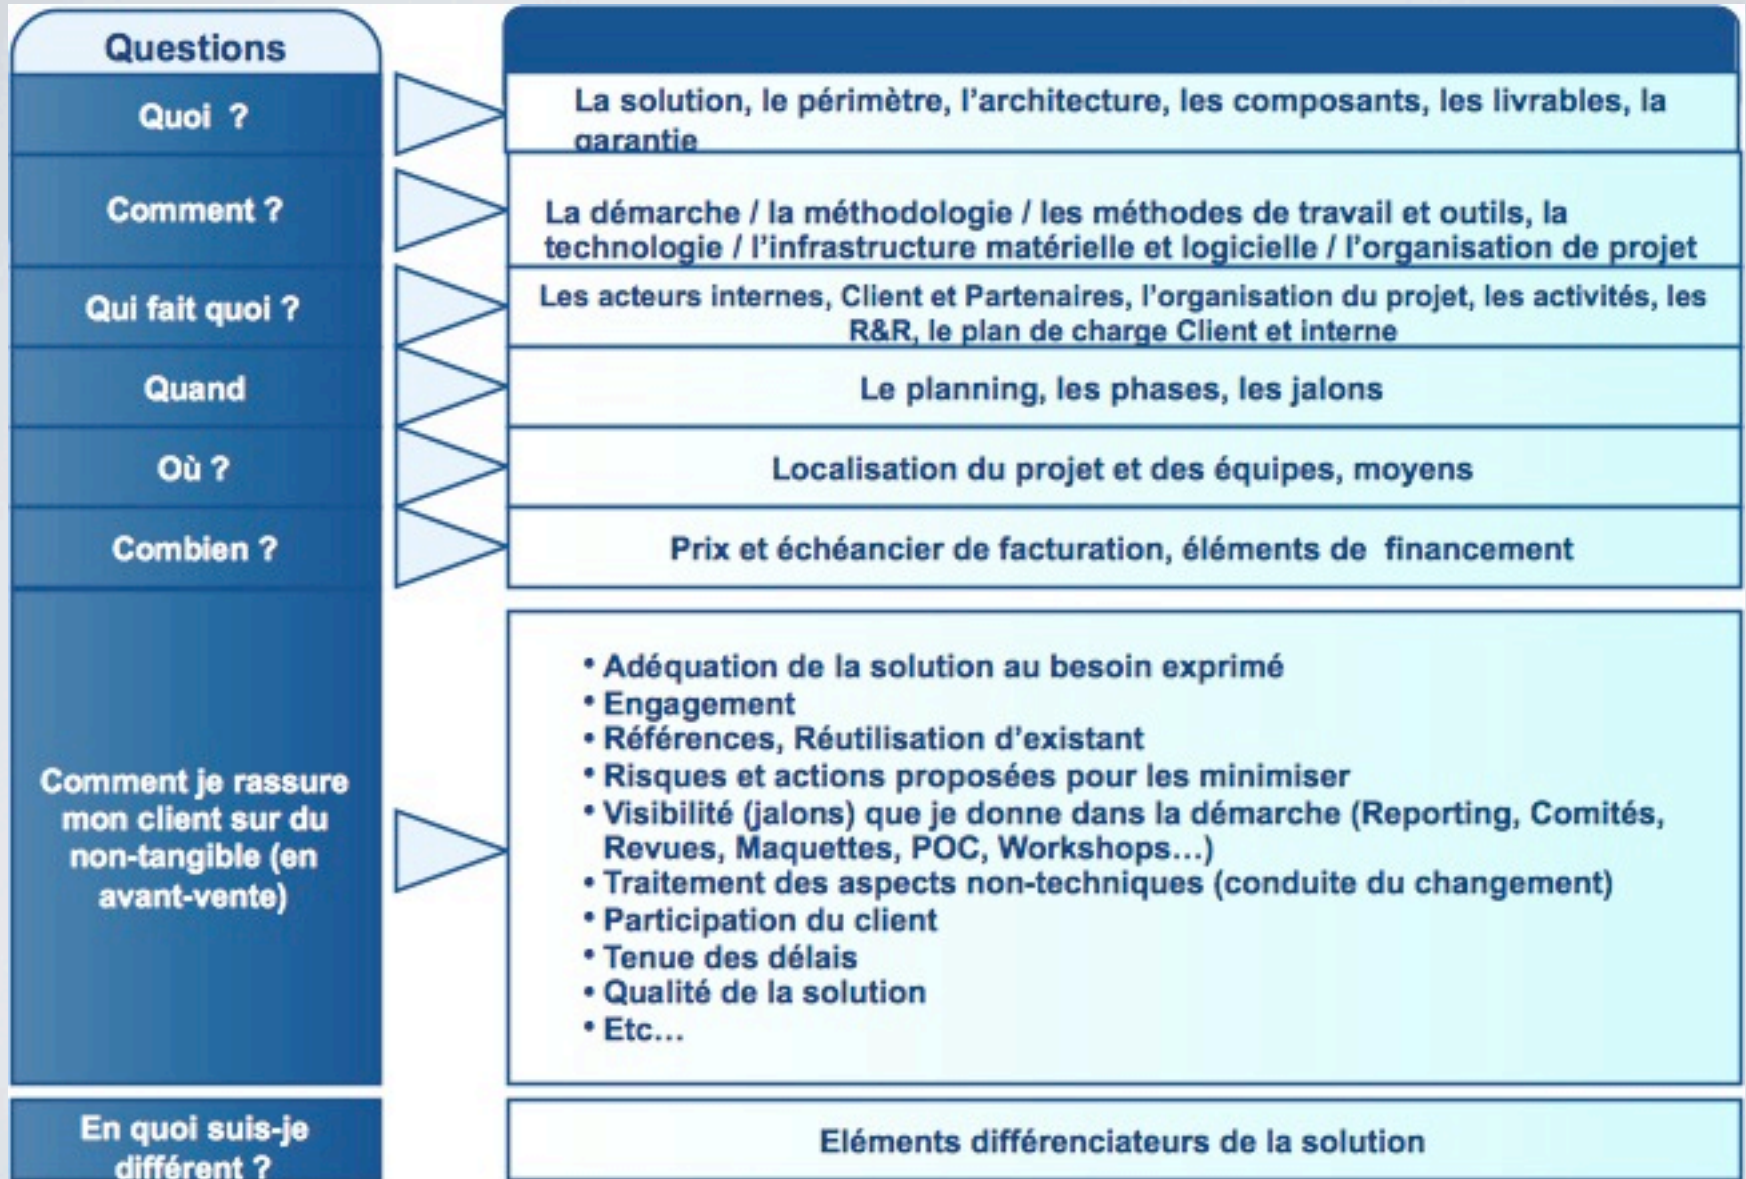 Questions
Quoi ?
La solution, le périmètre, l'architecture, les composants, les livrables, la
garantie
Comment ?
La démarche / la méthodologie / les méthodes de travail et outils, la
technologie / l'infrastructure matérielle et logicielle / l'organisation de projet
Qui fait quoi ?
Les acteurs internes, Client et Partenaires, l'organisation du projet, les activités, les
R&R, le plan de charge Client et interne
Quand
Le planning, les phases, les jalons
Où ?
Localisation du projet et des équipes, moyens
Combien ?
Prix et échéancier de facturation, éléments de financement
Comment je rassure
mon client sur du
non-tangible (en
avant-vente)
• Adéquation de la solution au besoin exprimé
• Engagement
• Références, Réutilisation d'existant
• Risques et actions proposées pour les minimiser
• Visibilité (jalons) que je donne dans la démarche (Reporting, Comités,
Revues, Maquettes, POC, Workshops...)
• Traitement des aspects non-techniques (conduite du changement)
• Participation du client
• Tenue des délais
• Qualité de la solution
• Etc...
En quoi suis-je
différent ?
Eléments différenciateurs de la solution